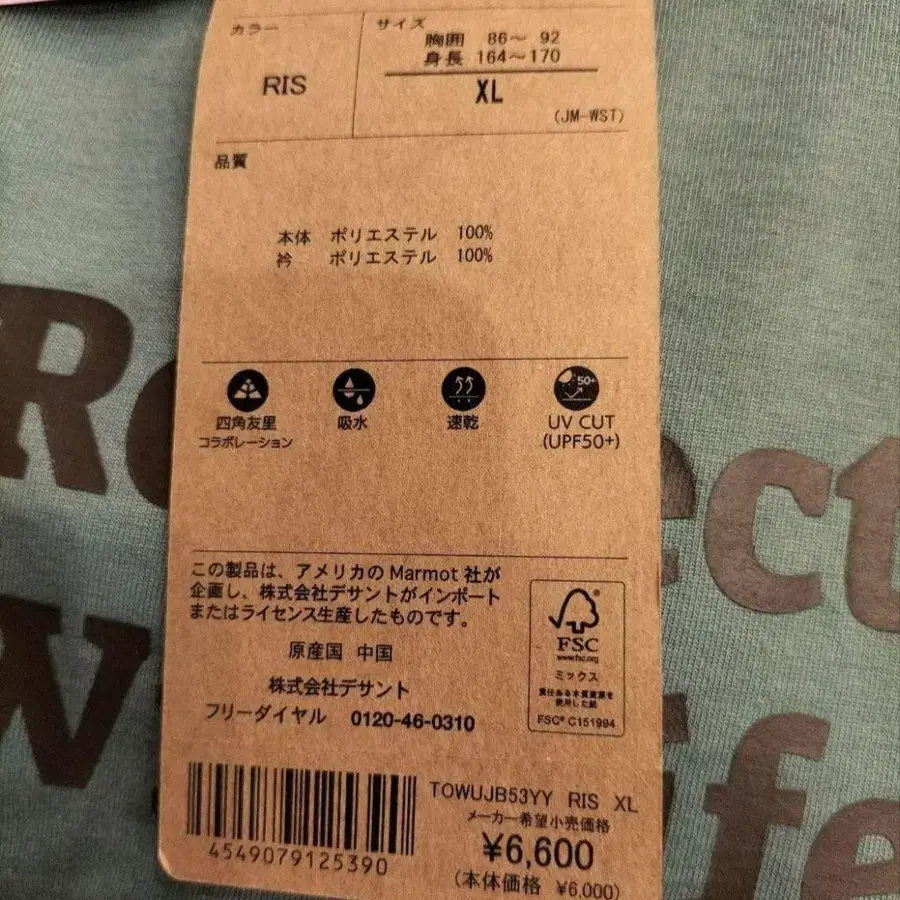 カラー
サイズ
胸囲 86〜 92
身長 164〜170
RIS
XL
(JM-WST)
品質
本体 ポリエステル 100%
衿 ポリエステル 100%
50+
四角友里
コラボレーション
吸水
速乾
UV CUT
(UPF50+)
この製品は、アメリカのMarmot 社が
企画し、株式会社デサントがインポート
またはライセンス生産したものです。
原産国 中国
株式会社デサント
フリーダイヤル 0120-46-0310
FSC
www.fsc.org
ミックス
責任ある木質資源を
使用した紙
FSC® C151994
TOWUJB53YY RIS XL
メーカー希望小売価格
¥6,600
(本体価格 ¥6,000)
4549079125390